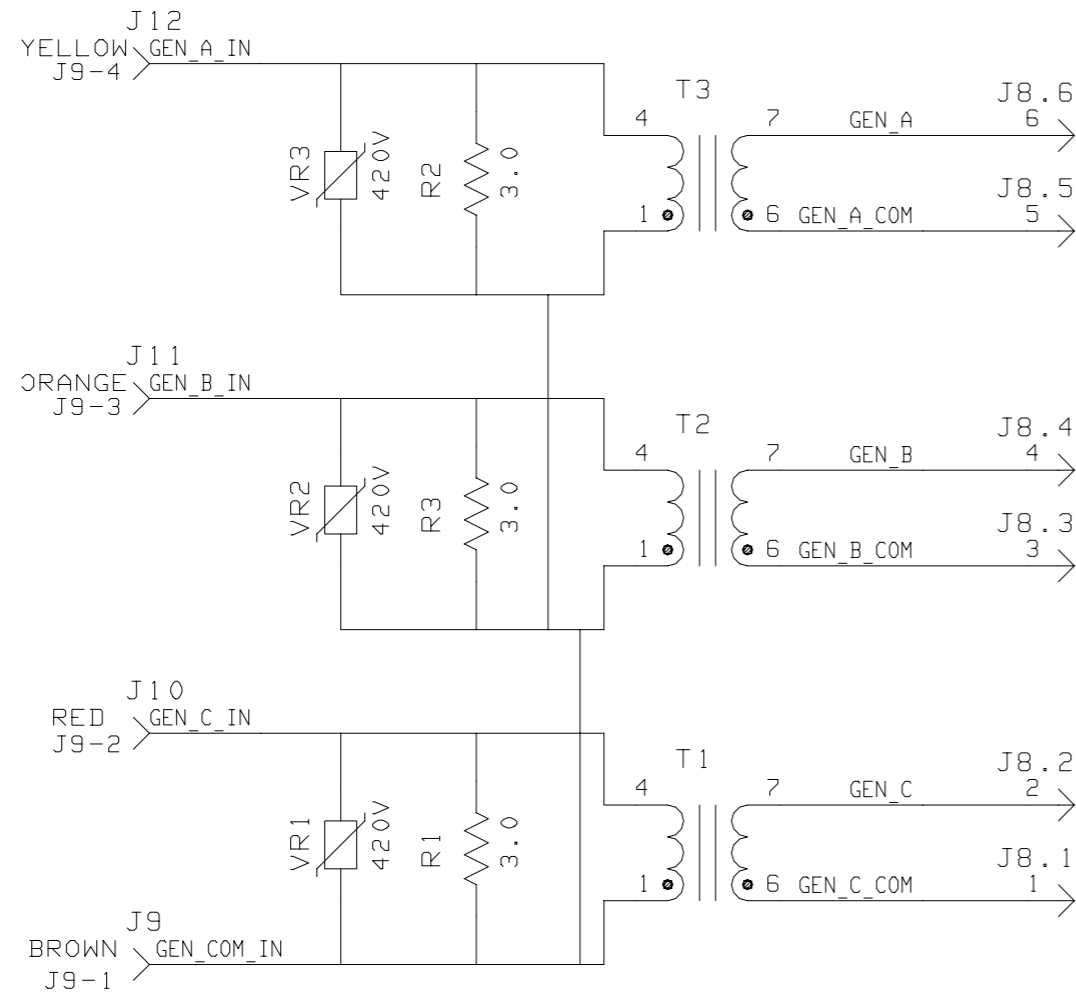 J12
YELLOW GEN_A_IN
J9-4
VR3
420V
R2
3.0
T3
4
1
7 GEN_A
6 GEN_A_COM
J8.6
6
J8.5
5
J11
ORANGE GEN_B_IN
J9-3
VR2
420V
R3
3.0
T2
4
1
7 GEN_B
6 GEN_B_COM
J8.4
4
J8.3
3
J10
RED GEN_C_IN
J9-2
VR1
420V
R1
3.0
T1
4
1
7 GEN_C
6 GEN_C_COM
J8.2
2
J8.1
1
J9
BROWN GEN_COM_IN
J9-1